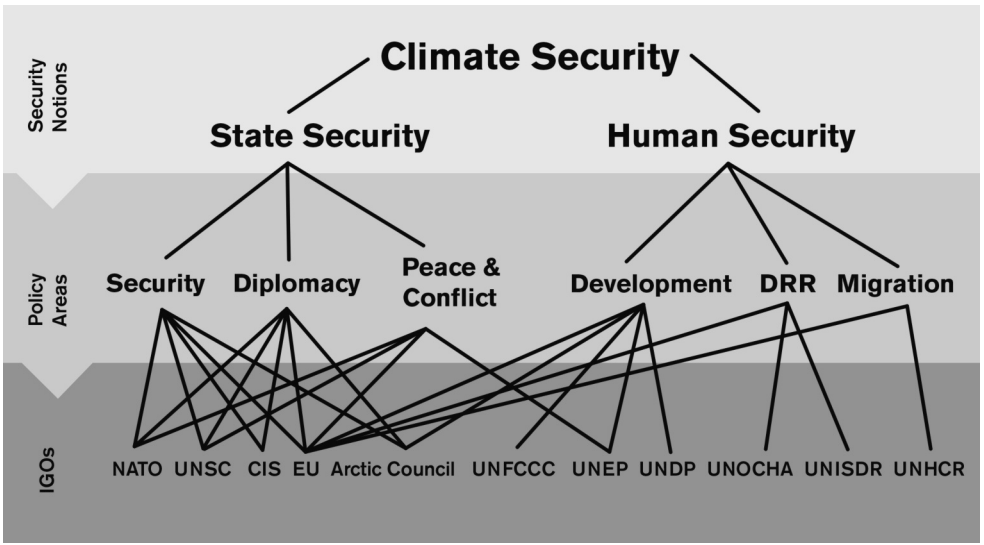 Security
Notions
Climate Security
State Security
Human Security
Policy
Areas
Security
Diplomacy
Peace &
Conflict
Development
DRR
Migration
IGOs
NATO
UNSC
CIS
EU
Arctic Council
UNFCCC
UNEP
UNDP
UNOCHA
UNISDR
UNHCR